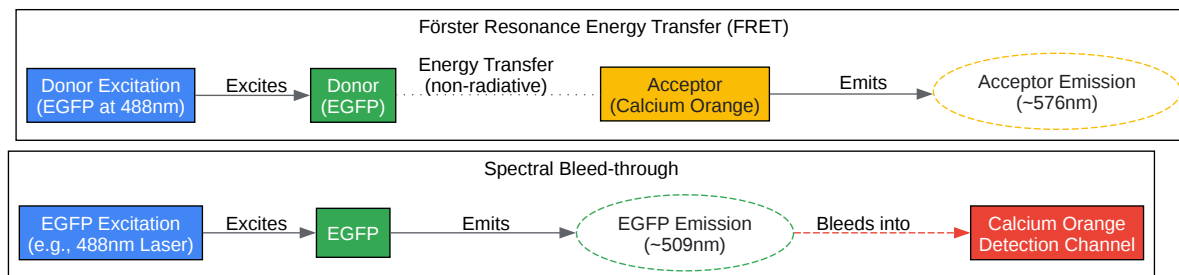 Förster Resonance Energy Transfer (FRET)
Donor Excitation
(EGFP at 488nm)
Excites
Donor
(EGFP)
Energy Transfer
(non-radiative)
Acceptor
(Calcium Orange)
Emits
Acceptor Emission
(~576nm)
Spectral Bleed-through
EGFP Excitation
(e.g., 488nm Laser)
Excites
EGFP
Emits
EGFP Emission
(~509nm)
Bleeds into
Calcium Orange
Detection Channel